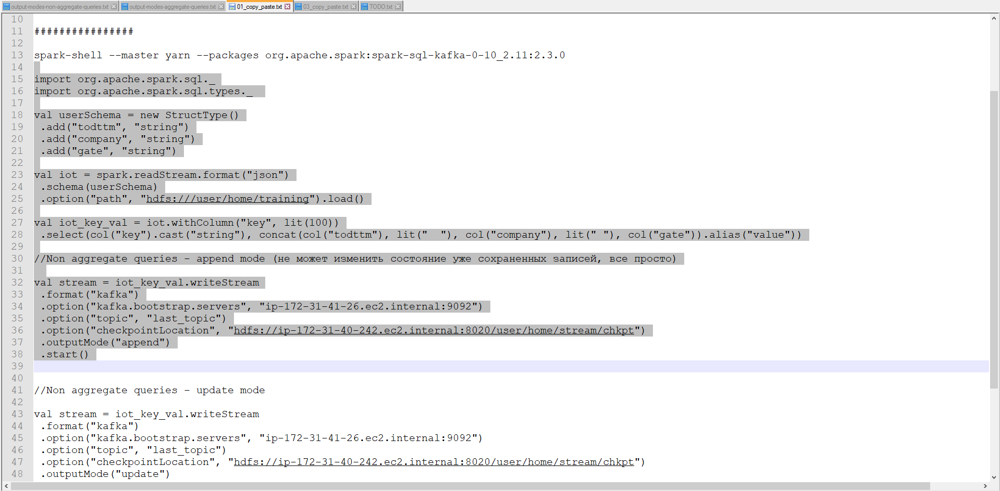 output-modes-non-aggregate-queries.txt output-modes-aggregate-queries.txt 01_copy_paste.txt 03_copy_paste.txt TODO.txt
10
11 ################
12
13 spark-shell --master yarn --packages org.apache.spark:spark-sql-kafka-0-10_2.11:2.3.0
14
15 import org.apache.spark.sql._
16 import org.apache.spark.sql.types._
17
18 val userSchema = new StructType()
19  .add("todttm", "string")
20  .add("company", "string")
21  .add("gate", "string")
22
23 val iot = spark.readStream.format("json")
24  .schema(userSchema)
25  .option("path", "hdfs:///user/home/training").load()
26
27 val iot_key_val = iot.withColumn("key", lit(100))
28  .select(col("key").cast("string"), concat(col("todttm"), lit("  "), col("company"), lit(" "), col("gate")).alias("value"))
29
30 //Non aggregate queries - append mode (не может изменить состояние уже сохраненных записей, все просто)
31
32 val stream = iot_key_val.writeStream
33  .format("kafka")
34  .option("kafka.bootstrap.servers", "ip-172-31-41-26.ec2.internal:9092")
35  .option("topic", "last_topic")
36  .option("checkpointLocation", "hdfs://ip-172-31-40-242.ec2.internal:8020/user/home/stream/chkpt")
37  .outputMode("append")
38  .start()
39
40
41 //Non aggregate queries - update mode
42
43 val stream = iot_key_val.writeStream
44  .format("kafka")
45  .option("kafka.bootstrap.servers", "ip-172-31-41-26.ec2.internal:9092")
46  .option("topic", "last_topic")
47  .option("checkpointLocation", "hdfs://ip-172-31-40-242.ec2.internal:8020/user/home/stream/chkpt")
48  .outputMode("update")